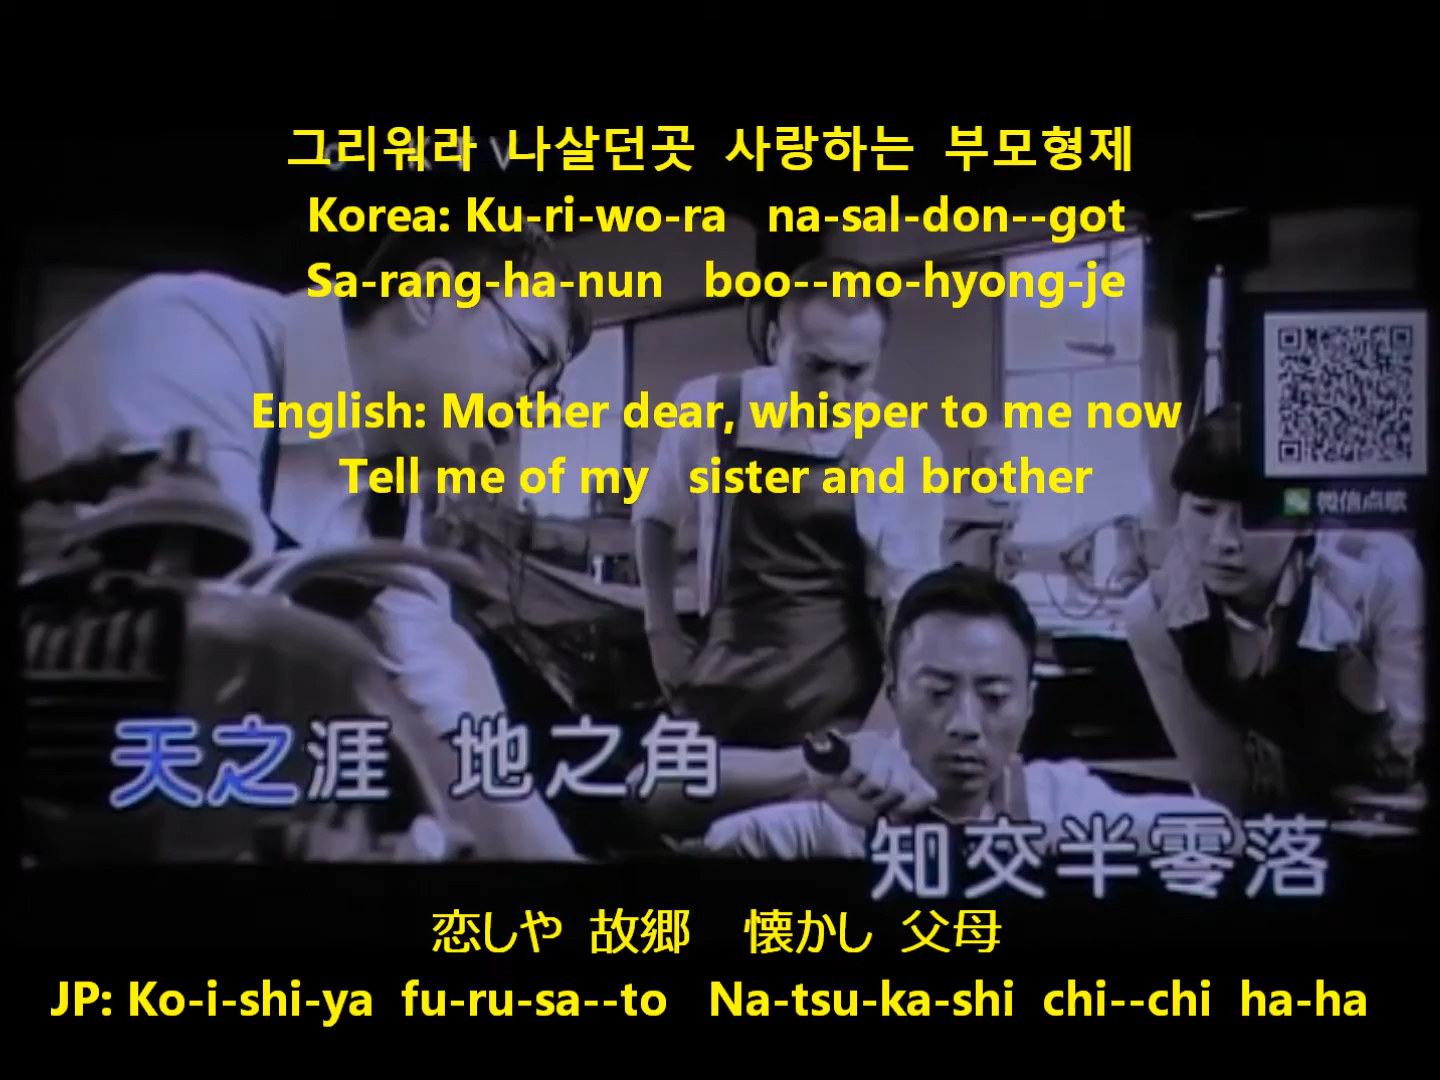 그리워라 나살던곳 사랑하는 부모형제
Korea: Ku-ri-wo-ra na-sal-don--got
Sa-rang-ha-nun boo--mo-hyong-je
English: Mother dear, whisper to me now
Tell me of my sister and brother
微信点歌
天之涯 地之角
知交半零落
恋しや 故郷 懐かし 父母
JP: Ko-i-shi-ya fu-ru-sa--to Na-tsu-ka-shi chi--chi ha-ha